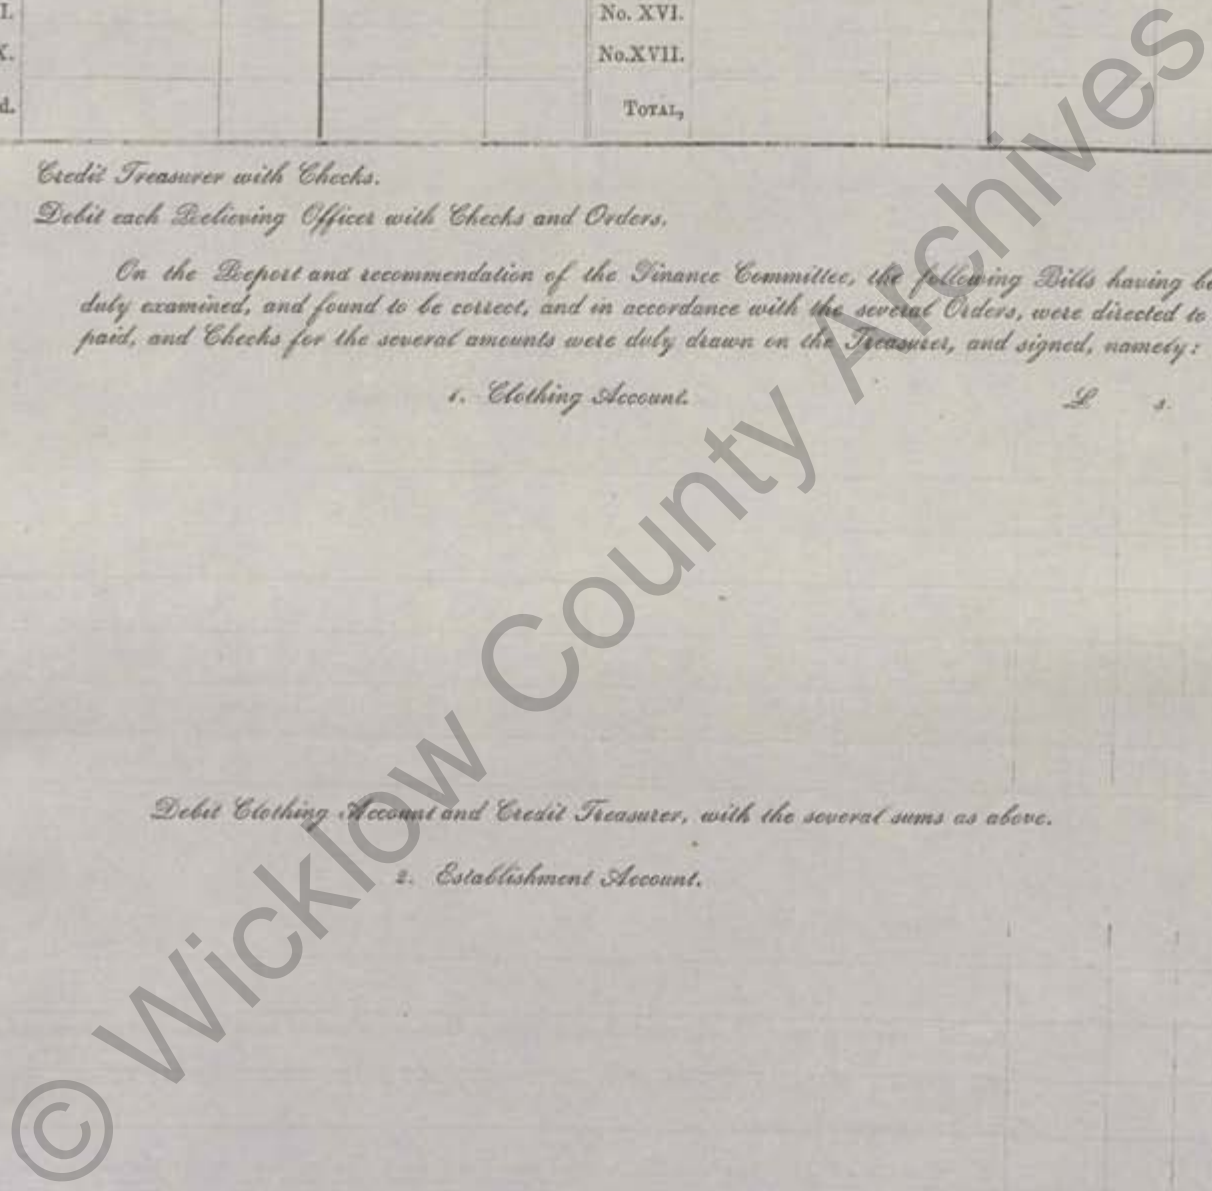 I. No. XVI.
X. No.XVII.
d. TOTAL,
Credit Treasurer with Checks.
Debit each Relieving Officer with Checks and Orders.
On the Report and recommendation of the Finance Committee, the following Bills having be
duly examined, and found to be correct, and in accordance with the several Orders, were directed to
paid, and Checks for the several amounts were duly drawn on the Treasurer, and signed, namely:
1. Clothing Account. £ s.
Debit Clothing Account and Credit Treasurer, with the several sums as above.
2. Establishment Account.
© Wicklow County Archives